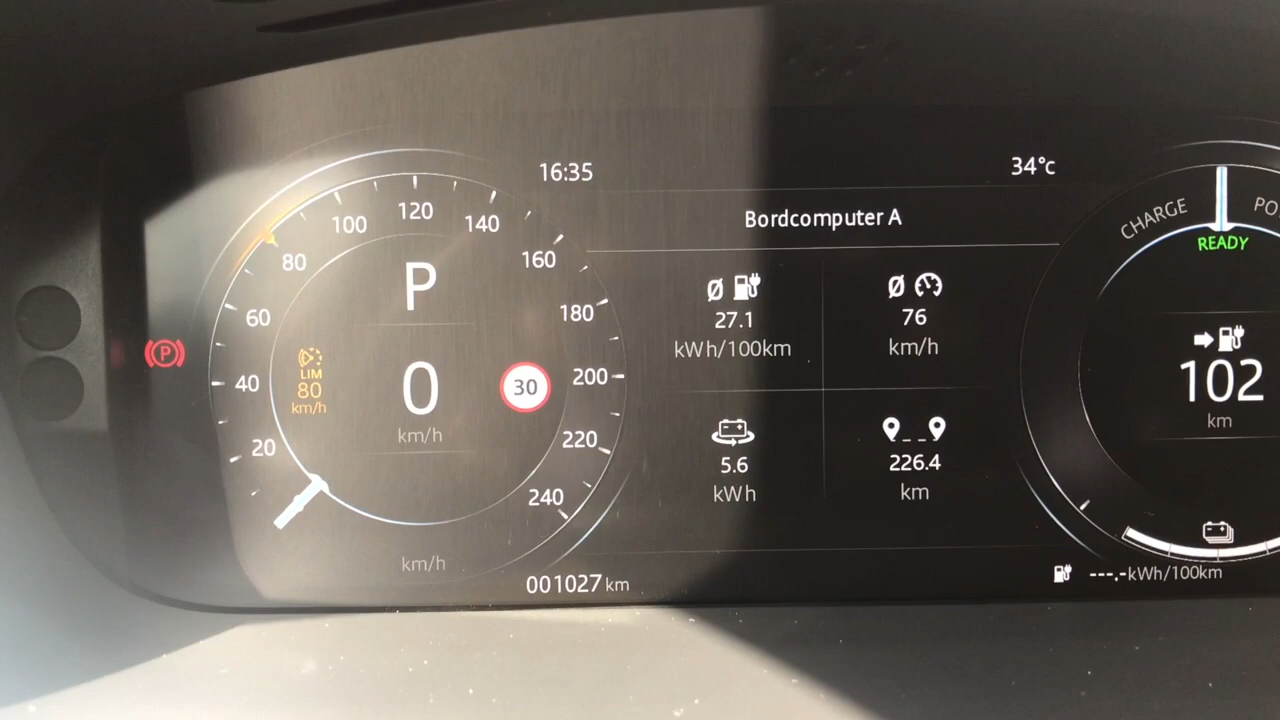 16:35
34°c
Bordcomputer A
20
40
60
80
100
120
140
160
180
200
220
240
P
LIM
80
km/h
0
km/h
30
km/h
Ø
27.1
kWh/100km
Ø
76
km/h
5.6
kWh
226.4
km
001027 km
CHARGE
PO
READY
102
km
---.-kWh/100km
P